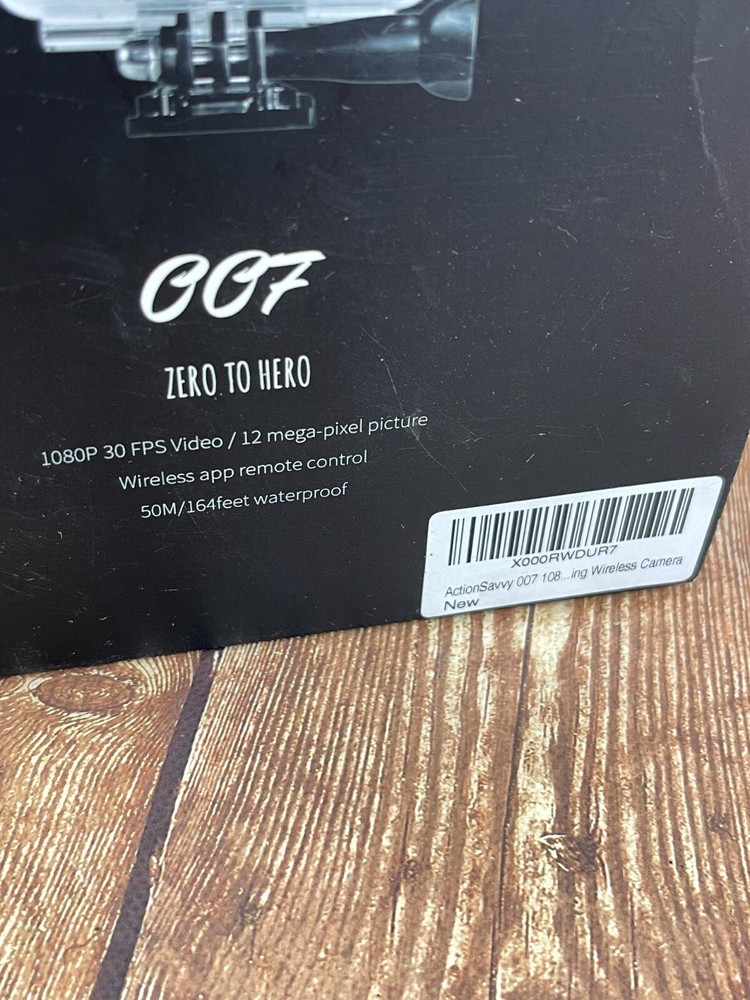 007
ZERO TO HERO
1080P 30 FPS Video / 12 mega-pixel picture
Wireless app remote control
50M/164feet waterproof
X000RWDUR7
ActionSavvy 007 108...ing Wireless Camera
New